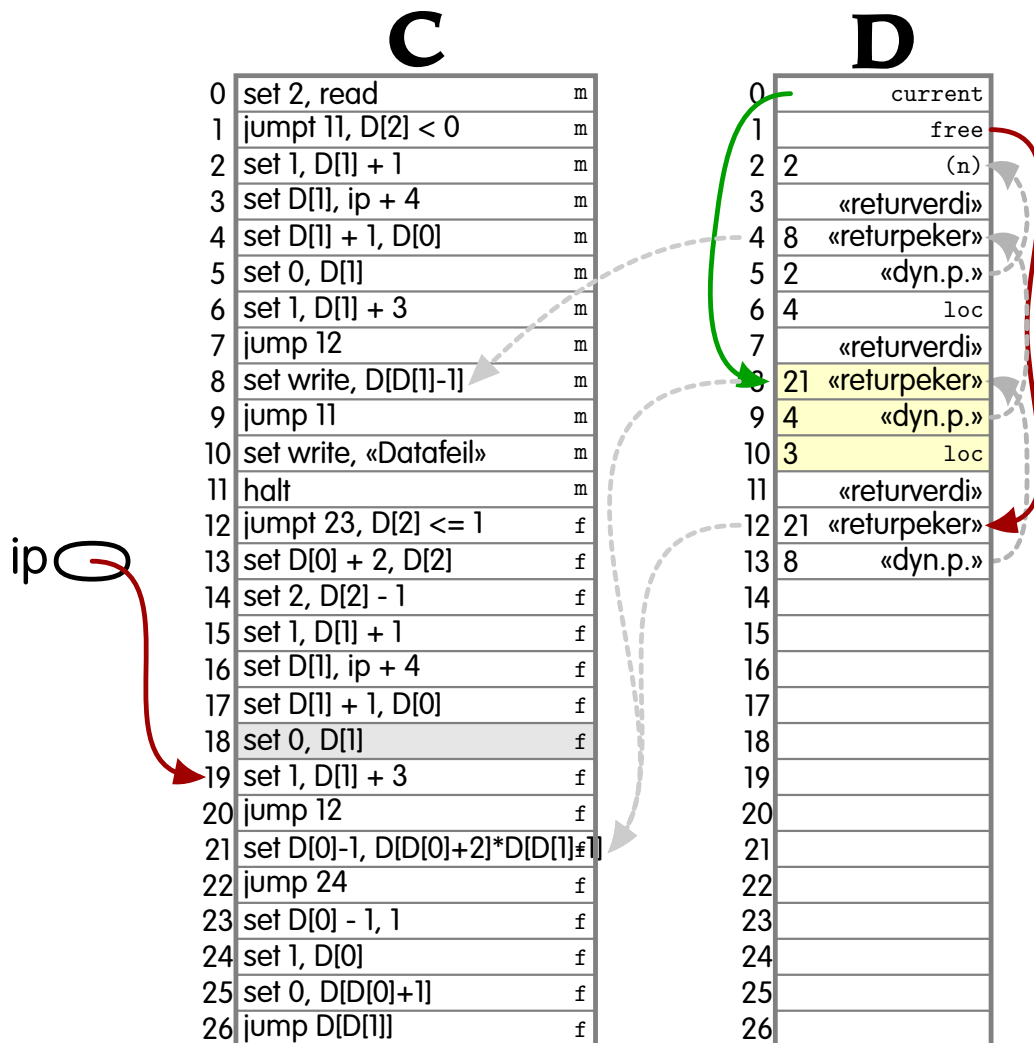 C D
0 set 2, read m 0 current
1 jumpt 11, D[2] < 0 m 1 free
2 set 1, D[1] + 1 m 2 2 (n)
3 set D[1], ip + 4 m 3 «returverdi»
4 set D[1] + 1, D[0] m 4 8 «returpeker»
5 set 0, D[1] m 5 2 «dyn.p.»
6 set 1, D[1] + 3 m 6 4 loc
7 jump 12 m 7 «returverdi»
8 set write, D[D[1]-1] m 8 21 «returpeker»
9 jump 11 m 9 4 «dyn.p.»
10 set write, «Datafeil» m 10 3 loc
11 halt m 11 «returverdi»
12 jumpt 23, D[2] <= 1 f 12 21 «returpeker»
ip 13 set D[0] + 2, D[2] f 13 8 «dyn.p.»
14 set 2, D[2] - 1 f 14
15 set 1, D[1] + 1 f 15
16 set D[1], ip + 4 f 16
17 set D[1] + 1, D[0] f 17
18 set 0, D[1] f 18
19 set 1, D[1] + 3 f 19
20 jump 12 f 20
21 set D[0]-1, D[D[0]+2]*D[D[1]+1] f 21
22 jump 24 f 22
23 set D[0] - 1, 1 f 23
24 set 1, D[0] f 24
25 set 0, D[D[0]+1] f 25
26 jump D[D[1]] f 26